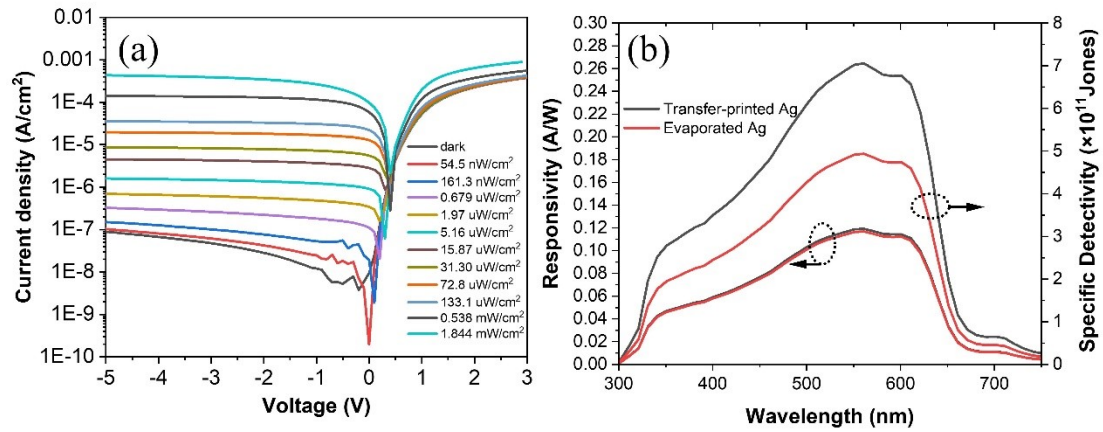 (a)
Current density (A/cm²)
0.01
0.001
1E-4
1E-5
1E-6
1E-7
1E-8
1E-9
1E-10
dark
54.5 nW/cm²
161.3 nW/cm²
0.679 uW/cm²
1.97 uW/cm²
5.16 uW/cm²
15.87 uW/cm²
31.30 uW/cm²
72.8 uW/cm²
133.1 uW/cm²
0.538 mW/cm²
1.844 mW/cm²
-5 -4 -3 -2 -1 0 1 2 3
Voltage (V)
(b)
Responsivity (A/W)
0.30
0.28
0.26
0.24
0.22
0.20
0.18
0.16
0.14
0.12
0.10
0.08
0.06
0.04
0.02
0.00
Transfer-printed Ag
Evaporated Ag
8
7
6
5
4
3
2
1
0
Specific Detectivity (×10¹¹Jones)
300 400 500 600 700
Wavelength (nm)